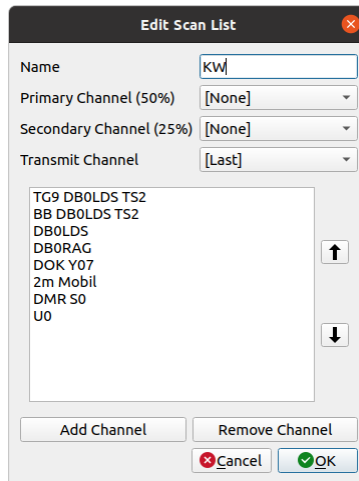 Edit Scan List
Name KW
Primary Channel (50%) [None]
Secondary Channel (25%) [None]
Transmit Channel [Last]
TG9 DB0LDS TS2
BB DB0LDS TS2
DB0LDS
DB0RAG
DOK Y07
2m Mobil
DMR S0
U0
Add Channel Remove Channel
Cancel OK